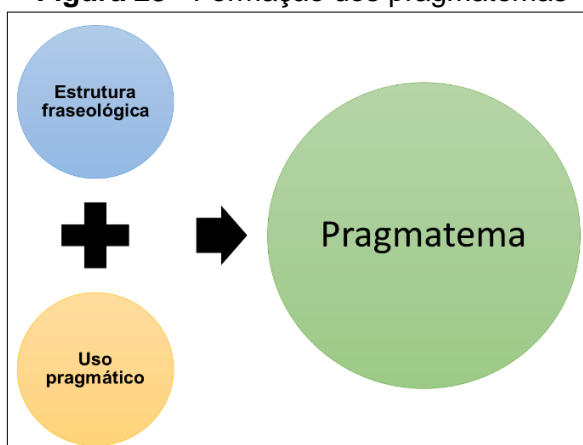 Figura - Formação dos pragmatemas
Estrutura
fraseológica
Pragmatema
Uso
pragmático